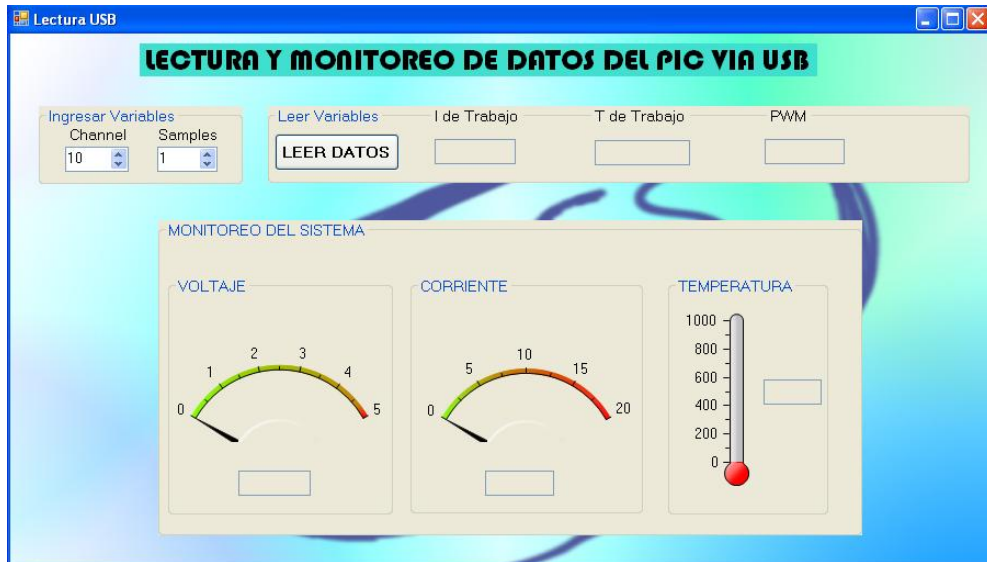 Lectura USB
LECTURA Y MONITOREO DE DATOS DEL PIC VIA USB
Ingresar Variables
Channel Samples
10 1
Leer Variables I de Trabajo T de Trabajo PWM
LEER DATOS
MONITOREO DEL SISTEMA
VOLTAJE
0 1 2 3 4 5
CORRIENTE
0 5 10 15 20
TEMPERATURA
1000
800
600
400
200
0